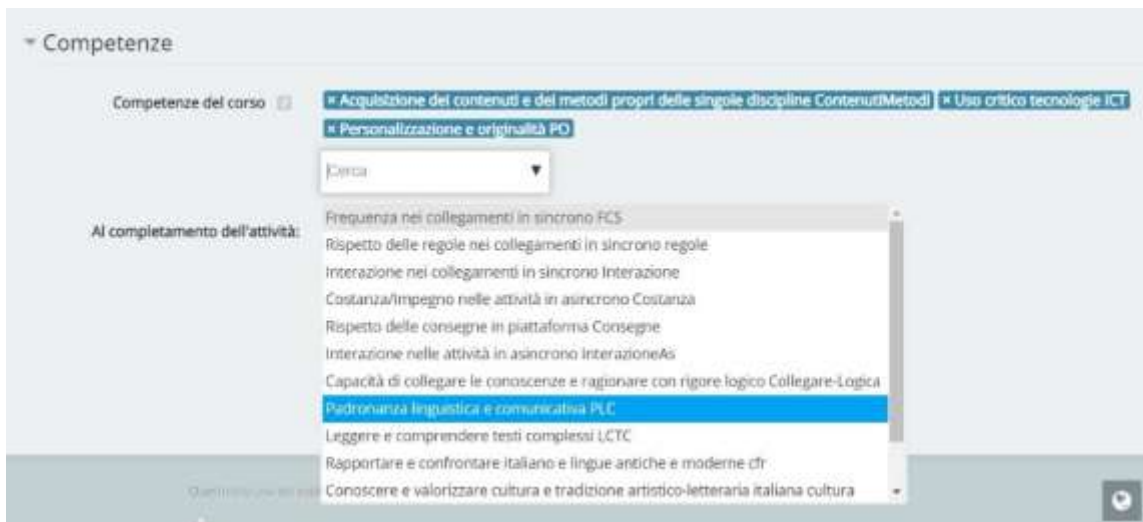 Competenze
Competenze del corso
× Acquisizione dei contenuti e dei metodi propri delle singole discipline ContenutiMetodi × Uso critico tecnologie ICT
× Personalizzazione e originalità PO
Cerca ▼
Al completamento dell'attività:
Frequenza nei collegamenti in sincrono FCS
Rispetto delle regole nei collegamenti in sincrono regole
Interazione nei collegamenti in sincrono Interazione
Costanza/Impegno nelle attività in asincrono Costanza
Rispetto delle consegne in piattaforma Consegne
Interazione nelle attività in asincrono InterazioneAs
Capacità di collegare le conoscenze e ragionare con rigore logico Collegare-Logica
Padronanza linguistica e comunicativa PLC
Leggere e comprendere testi complessi LCTC
Rapportare e confrontare italiano e lingue antiche e moderne cfr
Conoscere e valorizzare cultura e tradizione artistico-letteraria italiana cultura